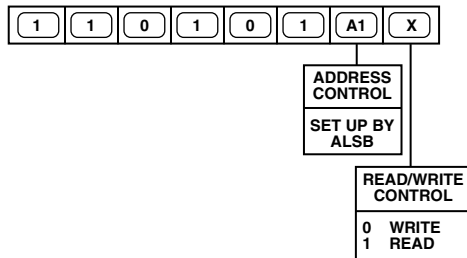 1 1 0 1 0 1 A1 X
ADDRESS
CONTROL
SET UP BY
ALSB
READ/WRITE
CONTROL
0 WRITE
1 READ